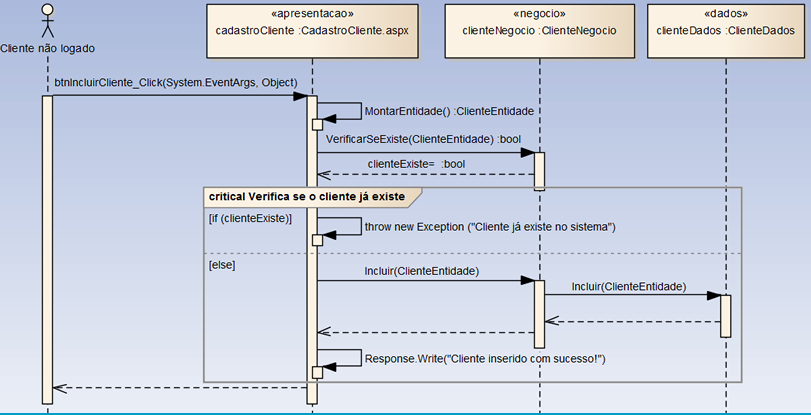 «apresentacao»
cadastroCliente :CadastroCliente.aspx
«negocio»
clienteNegocio :ClienteNegocio
«dados»
clienteDados :ClienteDados
Cliente não logado
btnIncluirCliente_Click(System.EventArgs, Object)
MontarEntidade() :ClienteEntidade
VerificarSeExiste(ClienteEntidade) :bool
clienteExiste= :bool
critical Verifica se o cliente já existe
[if (clienteExiste)]
throw new Exception ("Cliente já existe no sistema")
[else]
Incluir(ClienteEntidade)
Incluir(ClienteEntidade)
Response.Write("Cliente inserido com sucesso!")